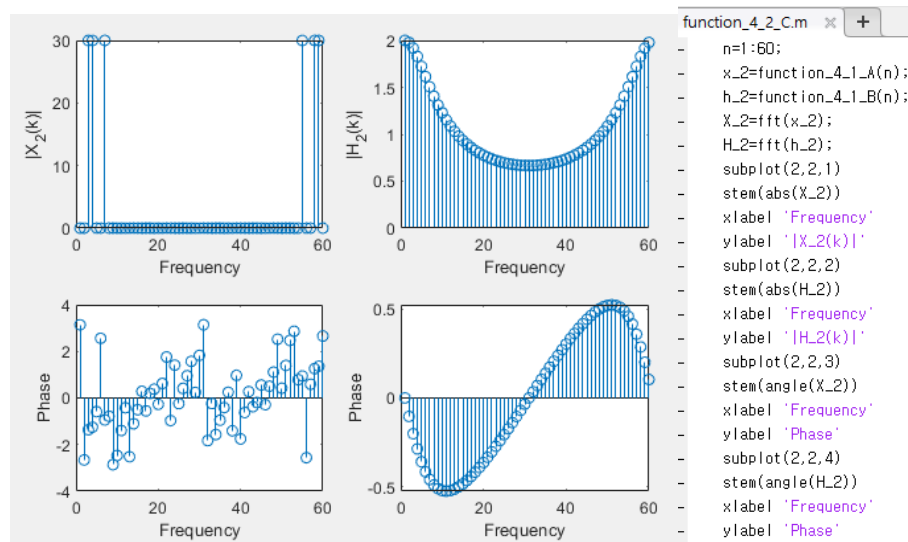 30
20
10
0
|X_2(k)|
0 20 40 60
Frequency
2
1.5
1
0.5
0
|H_2(k)|
0 20 40 60
Frequency
4
2
0
-2
-4
Phase
0 20 40 60
Frequency
0.5
0
-0.5
Phase
0 20 40 60
Frequency
function_4_2_C.m × +
- n=1:60;
- x_2=function_4_1_A(n);
- h_2=function_4_1_B(n);
- X_2=fft(x_2);
- H_2=fft(h_2);
- subplot(2,2,1)
- stem(abs(X_2))
- xlabel 'Frequency'
- ylabel '|X_2(k)|'
- subplot(2,2,2)
- stem(abs(H_2))
- xlabel 'Frequency'
- ylabel '|H_2(k)|'
- subplot(2,2,3)
- stem(angle(X_2))
- xlabel 'Frequency'
- ylabel 'Phase'
- subplot(2,2,4)
- stem(angle(H_2))
- xlabel 'Frequency'
- ylabel 'Phase'